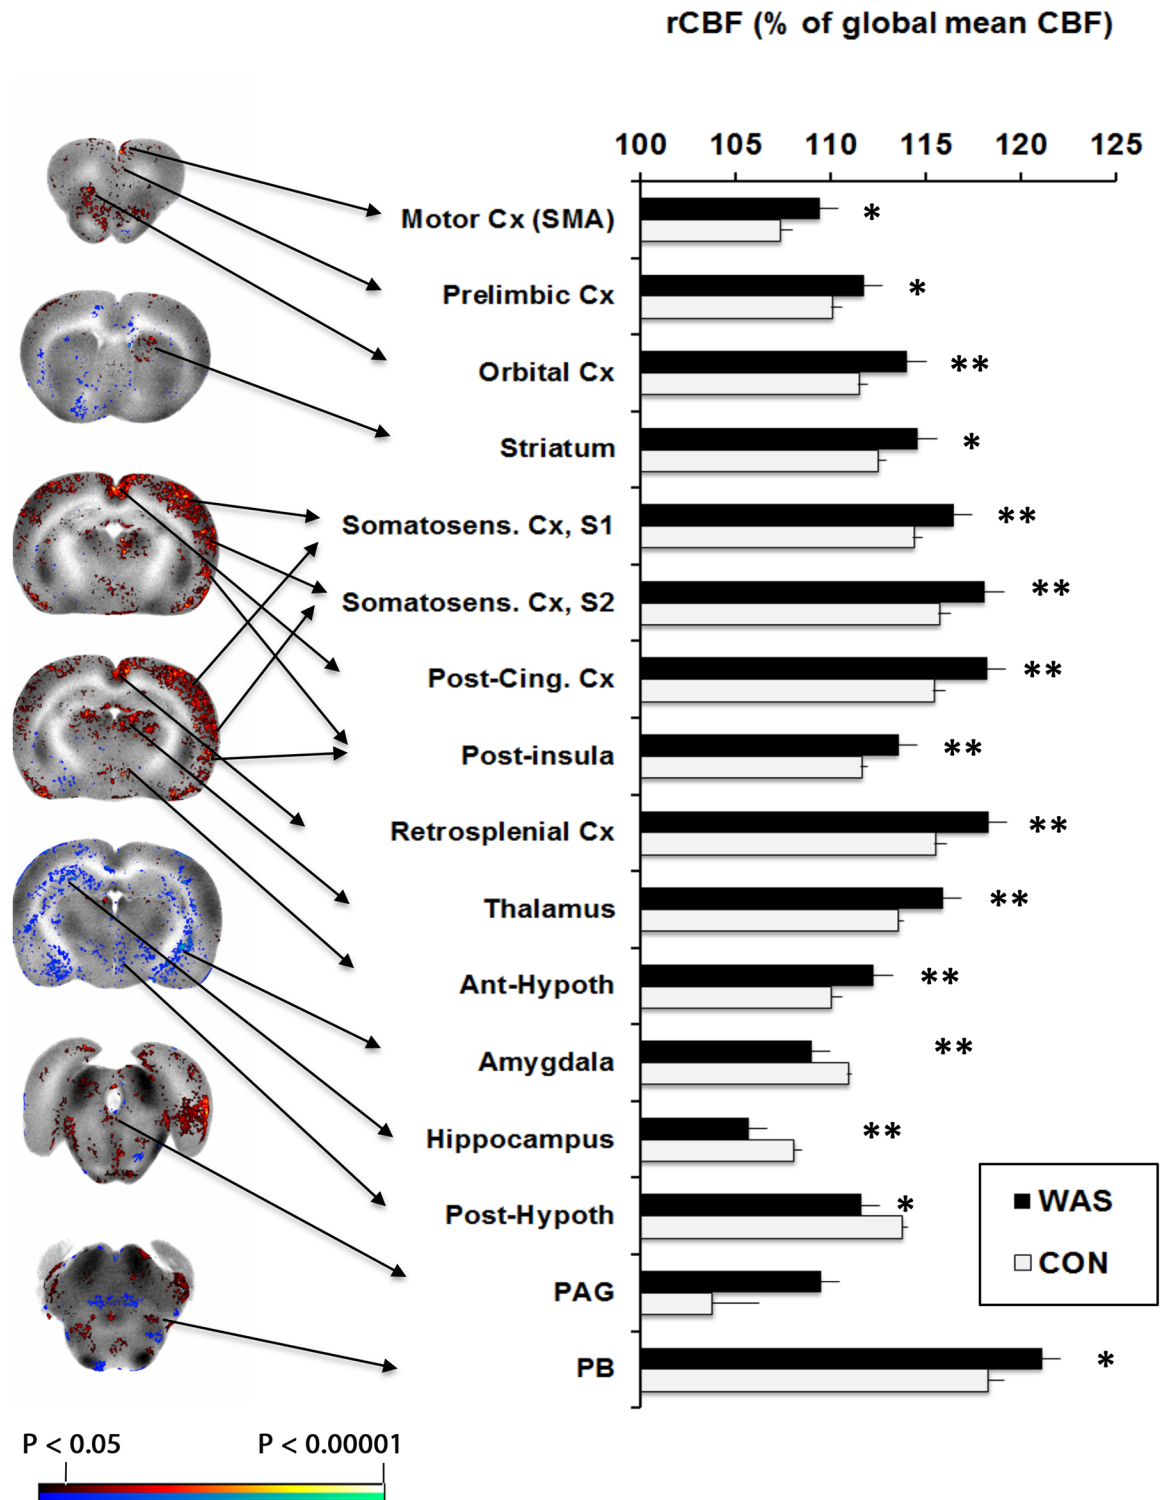 rCBF (% of global mean CBF)
100 105 110 115 120 125
Motor Cx (SMA) *
Prelimbic Cx *
Orbital Cx **
Striatum *
Somatosens. Cx, S1 **
Somatosens. Cx, S2 **
Post-Cing. Cx **
Post-insula **
Retrosplenial Cx **
Thalamus **
Ant-Hypoth **
Amygdala **
Hippocampus **
Post-Hypoth *
WAS
CON
PAG
PB *
P < 0.05 P < 0.00001